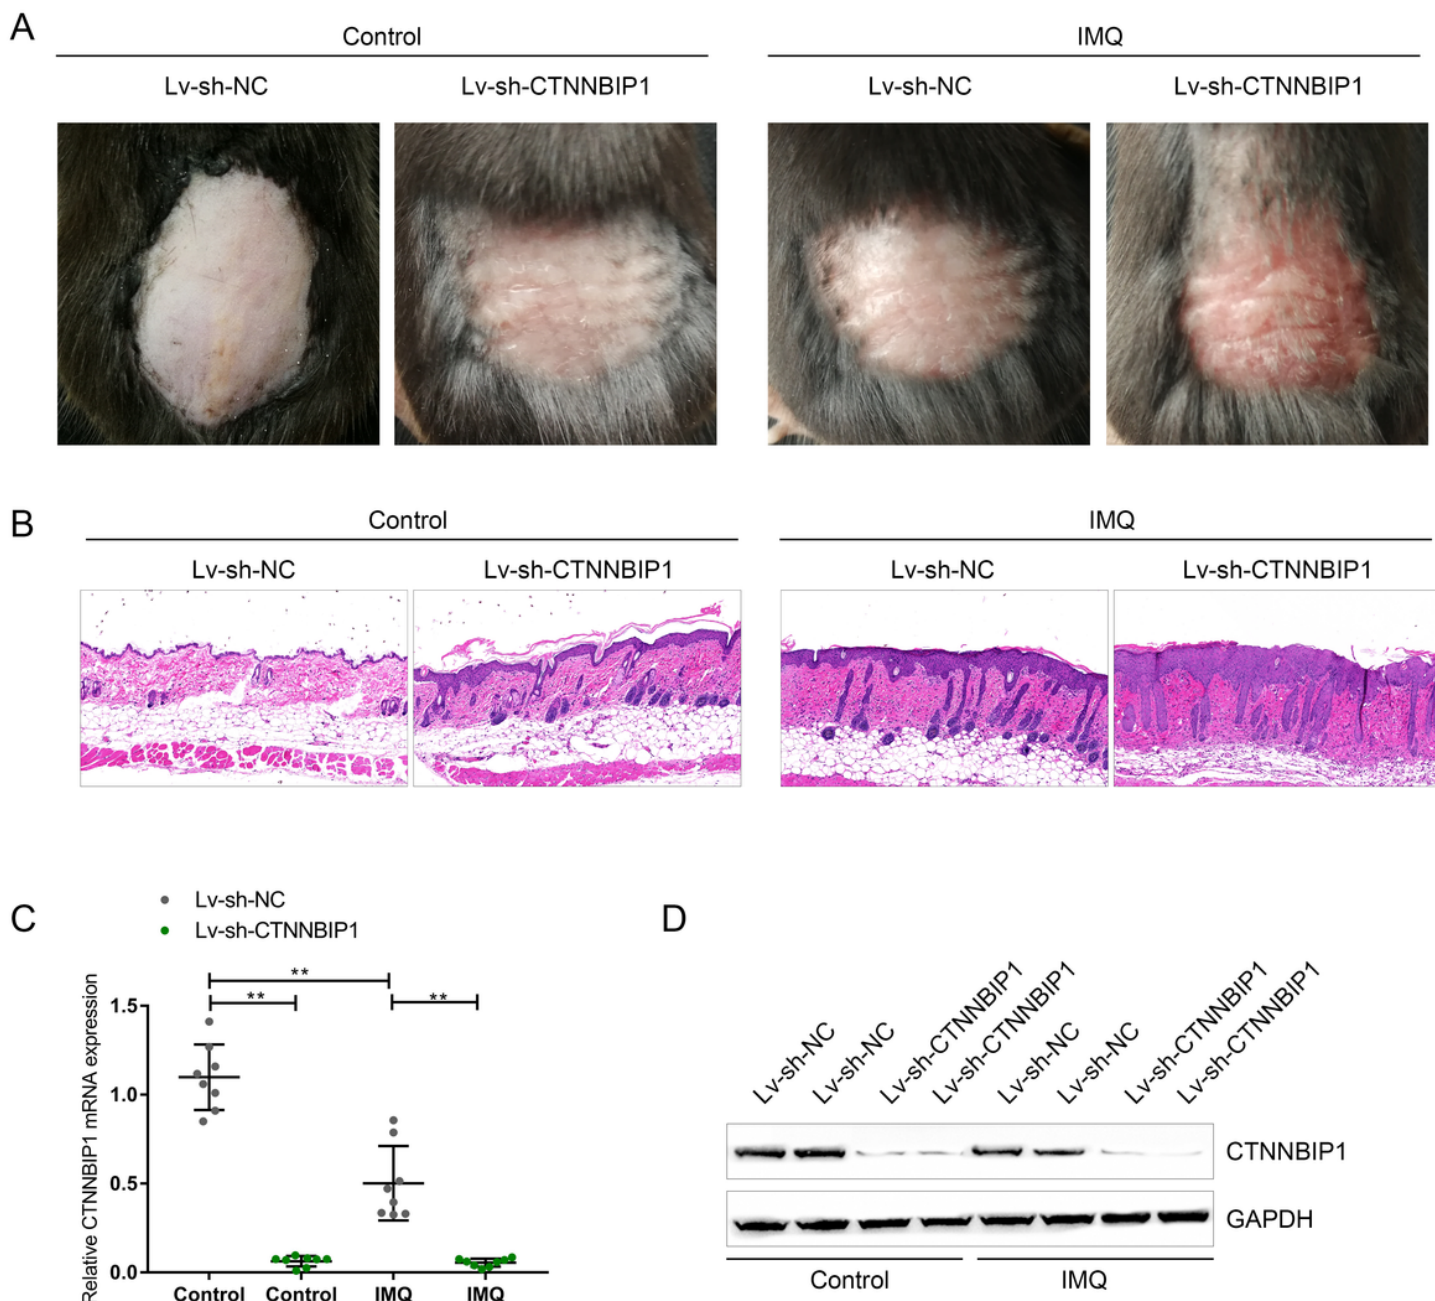 A
Control
IMQ
Lv-sh-NC
Lv-sh-CTNNBIP1
Lv-sh-NC
Lv-sh-CTNNBIP1
B
Control
IMQ
Lv-sh-NC
Lv-sh-CTNNBIP1
Lv-sh-NC
Lv-sh-CTNNBIP1
C
Lv-sh-NC
Lv-sh-CTNNBIP1
Relative CTNNBIP1 mRNA expression
**
**
**
1.5
1.0
0.5
0.0
Control
Control
IMQ
IMQ
D
Lv-sh-NC
Lv-sh-NC
Lv-sh-CTNNBIP1
Lv-sh-CTNNBIP1
Lv-sh-NC
Lv-sh-NC
Lv-sh-CTNNBIP1
Lv-sh-CTNNBIP1
CTNNBIP1
GAPDH
Control
IMQ